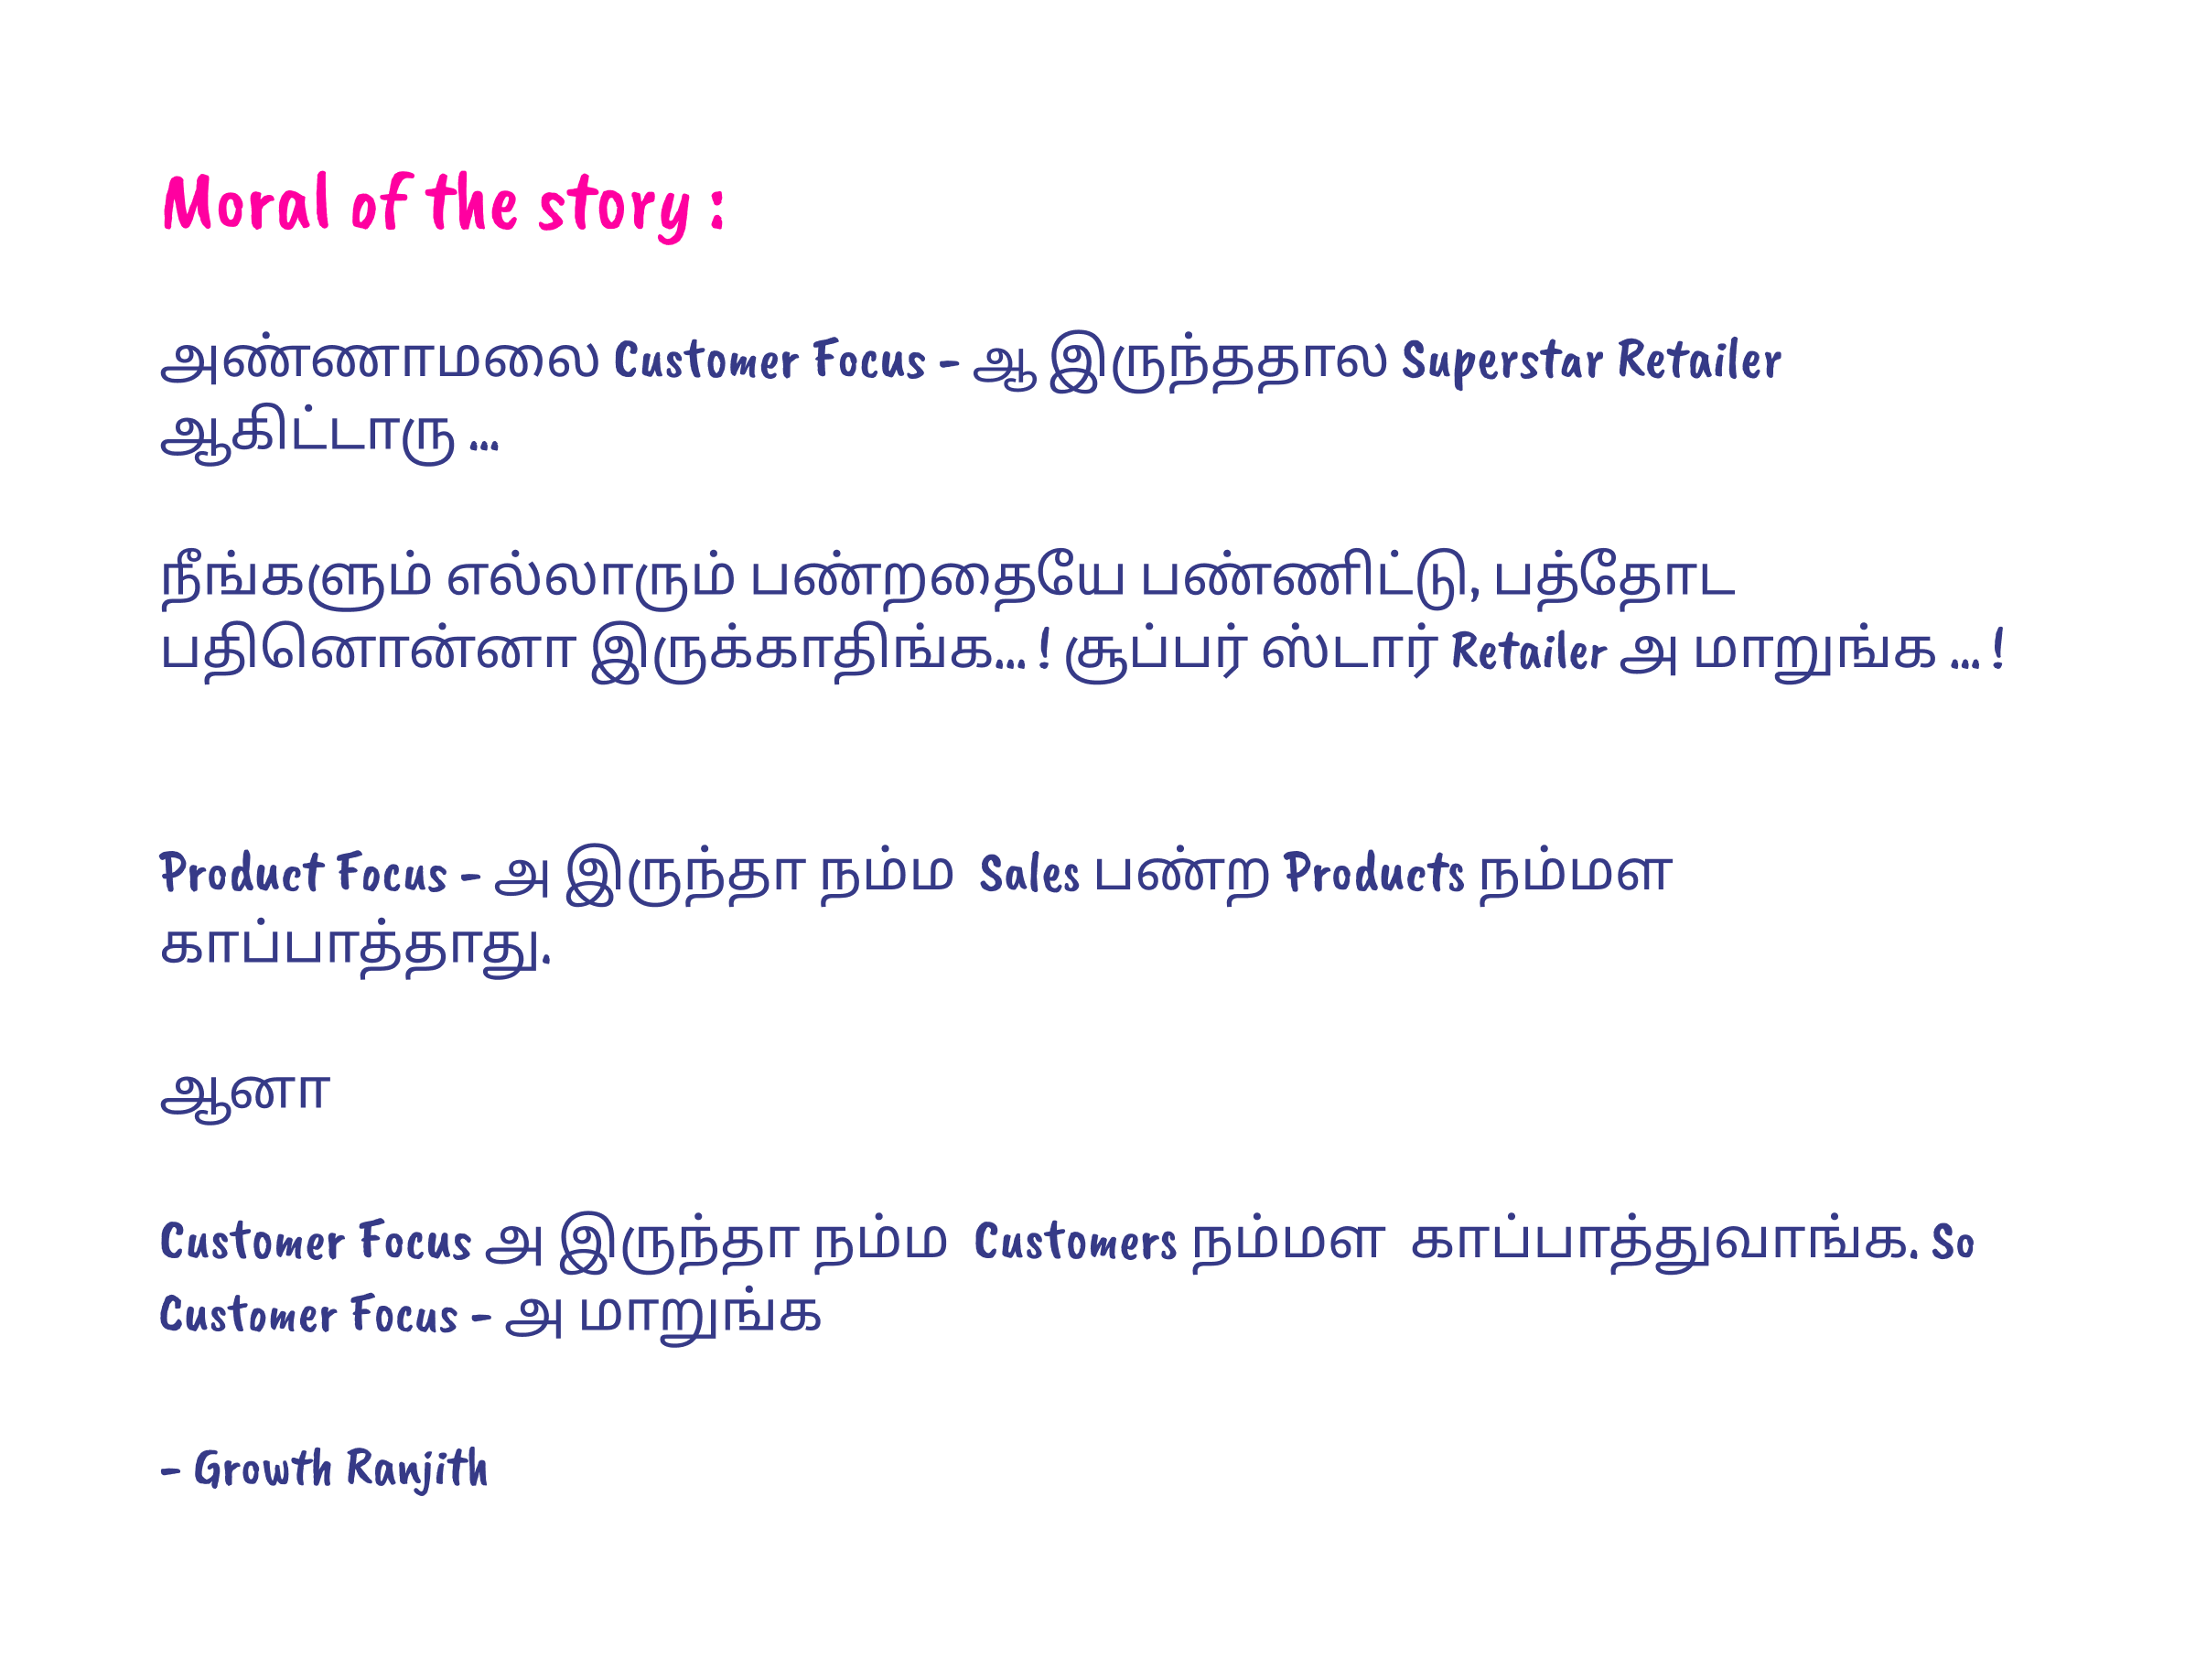 Moral of the story :
அண்ணாமலை Customer Focus - ஆ இருந்ததால Superstar Retailer
ஆகிட்டாரு ...
நீங்களும் எல்லாரும் பண்றதையே பண்ணிட்டு, பத்தோட
பதினொன்னா இருக்காதிங்க... ! சூப்பர் ஸ்டார் Retailer அ மாறுங்க ... !
Product Focus - அ இருந்தா நம்ம Sales பண்ற Products நம்மள
காப்பாத்தாது.
ஆனா
Customer Focus அ இருந்தா நம்ம Customers நம்மள காப்பாத்துவாங்க. So
Customer Focus - அ மாறுங்க
- Growth Ranjith